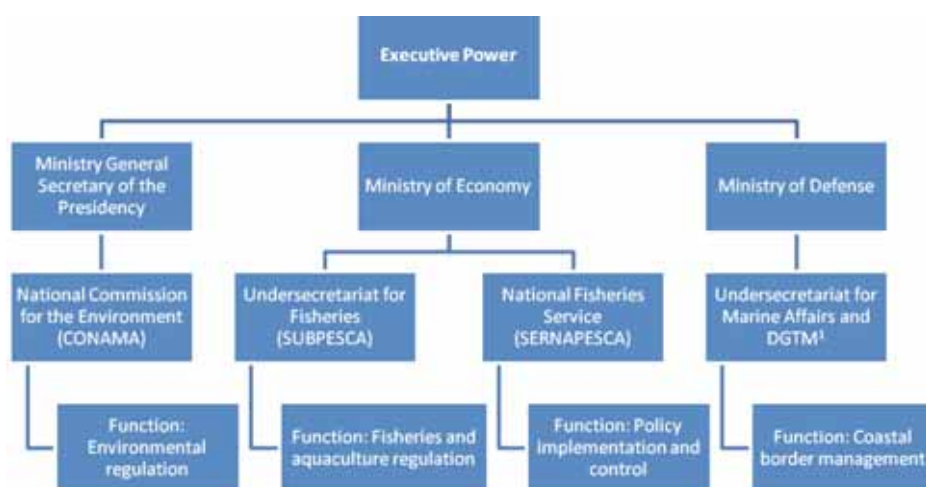 Executive Power
Ministry General
Secretary of the
Presidency
Ministry of Economy
Ministry of Defense
National Commission
for the Environment
(CONAMA)
Undersecretariat for
Fisheries
(SUBPESCA)
National Fisheries
Service
(SERNAPESCA)
Undersecretariat for
Marine Affairs and
DGTM¹
Function:
Environmental
regulation
Function: Fisheries and
aquaculture regulation
Function: Policy
implementation and
control
Function: Coastal
border management